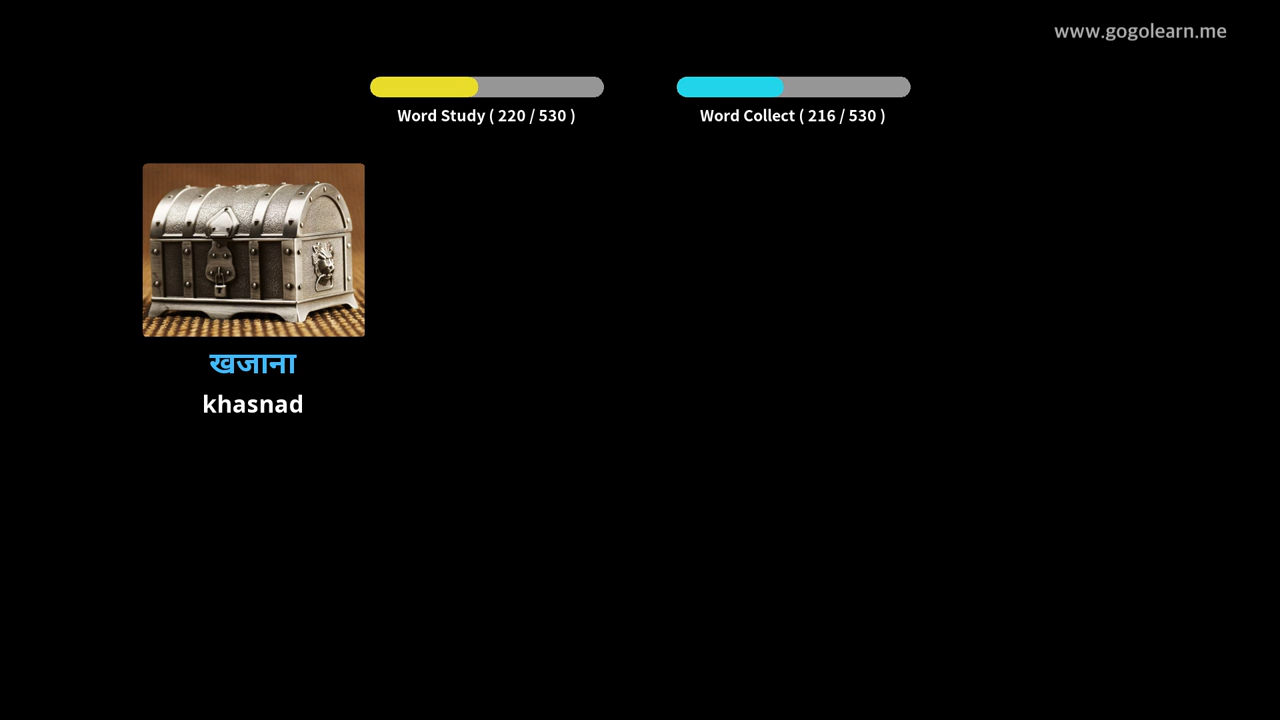 www.gogolearn.me
Word Study ( 220 / 530 )
Word Collect ( 216 / 530 )
खजाना
khasnad